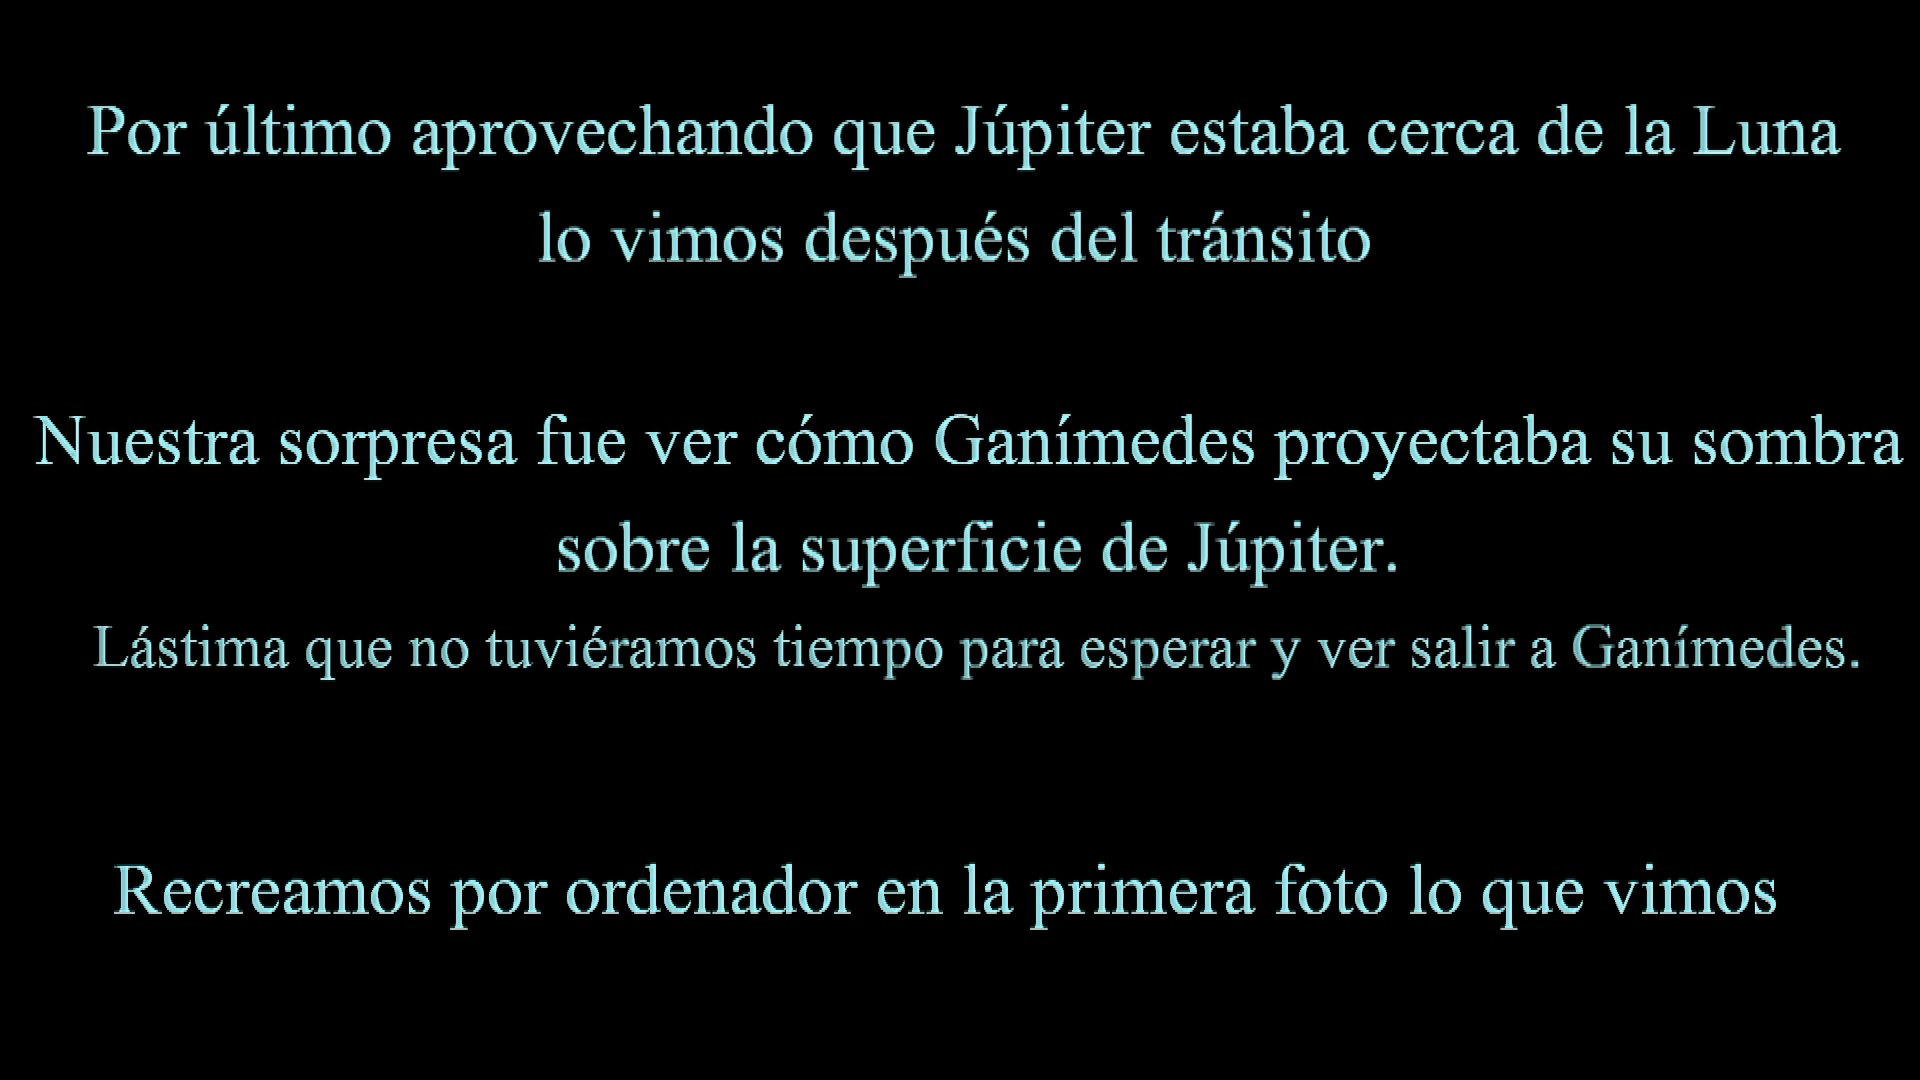 Por último aprovechando que Júpiter estaba cerca de la Luna
lo vimos después del tránsito
Nuestra sorpresa fue ver cómo Ganímedes proyectaba su sombra
sobre la superficie de Júpiter.
Lástima que no tuviéramos tiempo para esperar y ver salir a Ganímedes.
Recreamos por ordenador en la primera foto lo que vimos